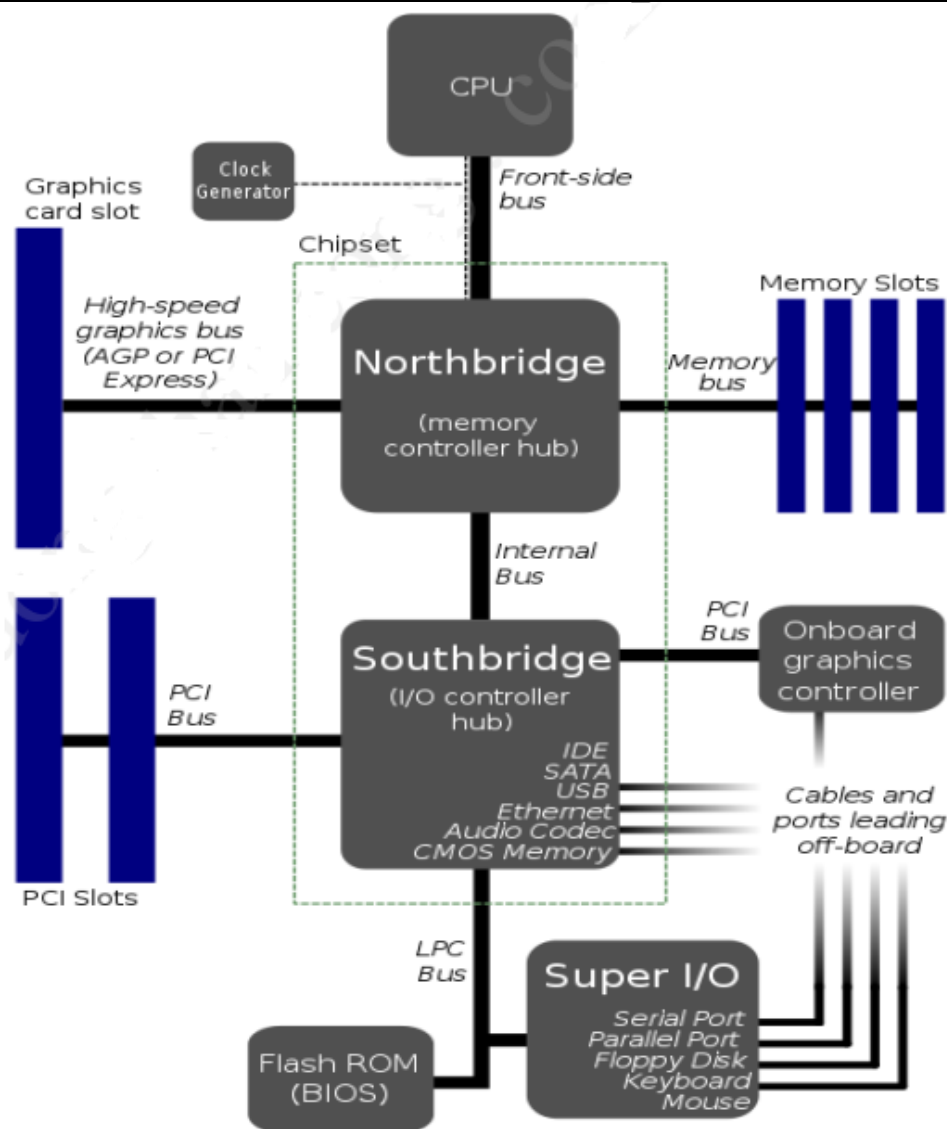 CPU
Clock
Generator
Front-side
bus
Graphics
card slot
Chipset
High-speed
graphics bus
(AGP or PCI
Express)
Northbridge
(memory
controller hub)
Memory
bus
Memory Slots
Internal
Bus
PCI
Bus
Onboard
graphics
controller
Southbridge
(I/O controller
hub)
IDE
SATA
USB
Ethernet
Audio Codec
CMOS Memory
PCI
Bus
PCI Slots
Cables and
ports leading
off-board
LPC
Bus
Super I/O
Serial Port
Parallel Port
Floppy Disk
Keyboard
Mouse
Flash ROM
(BIOS)